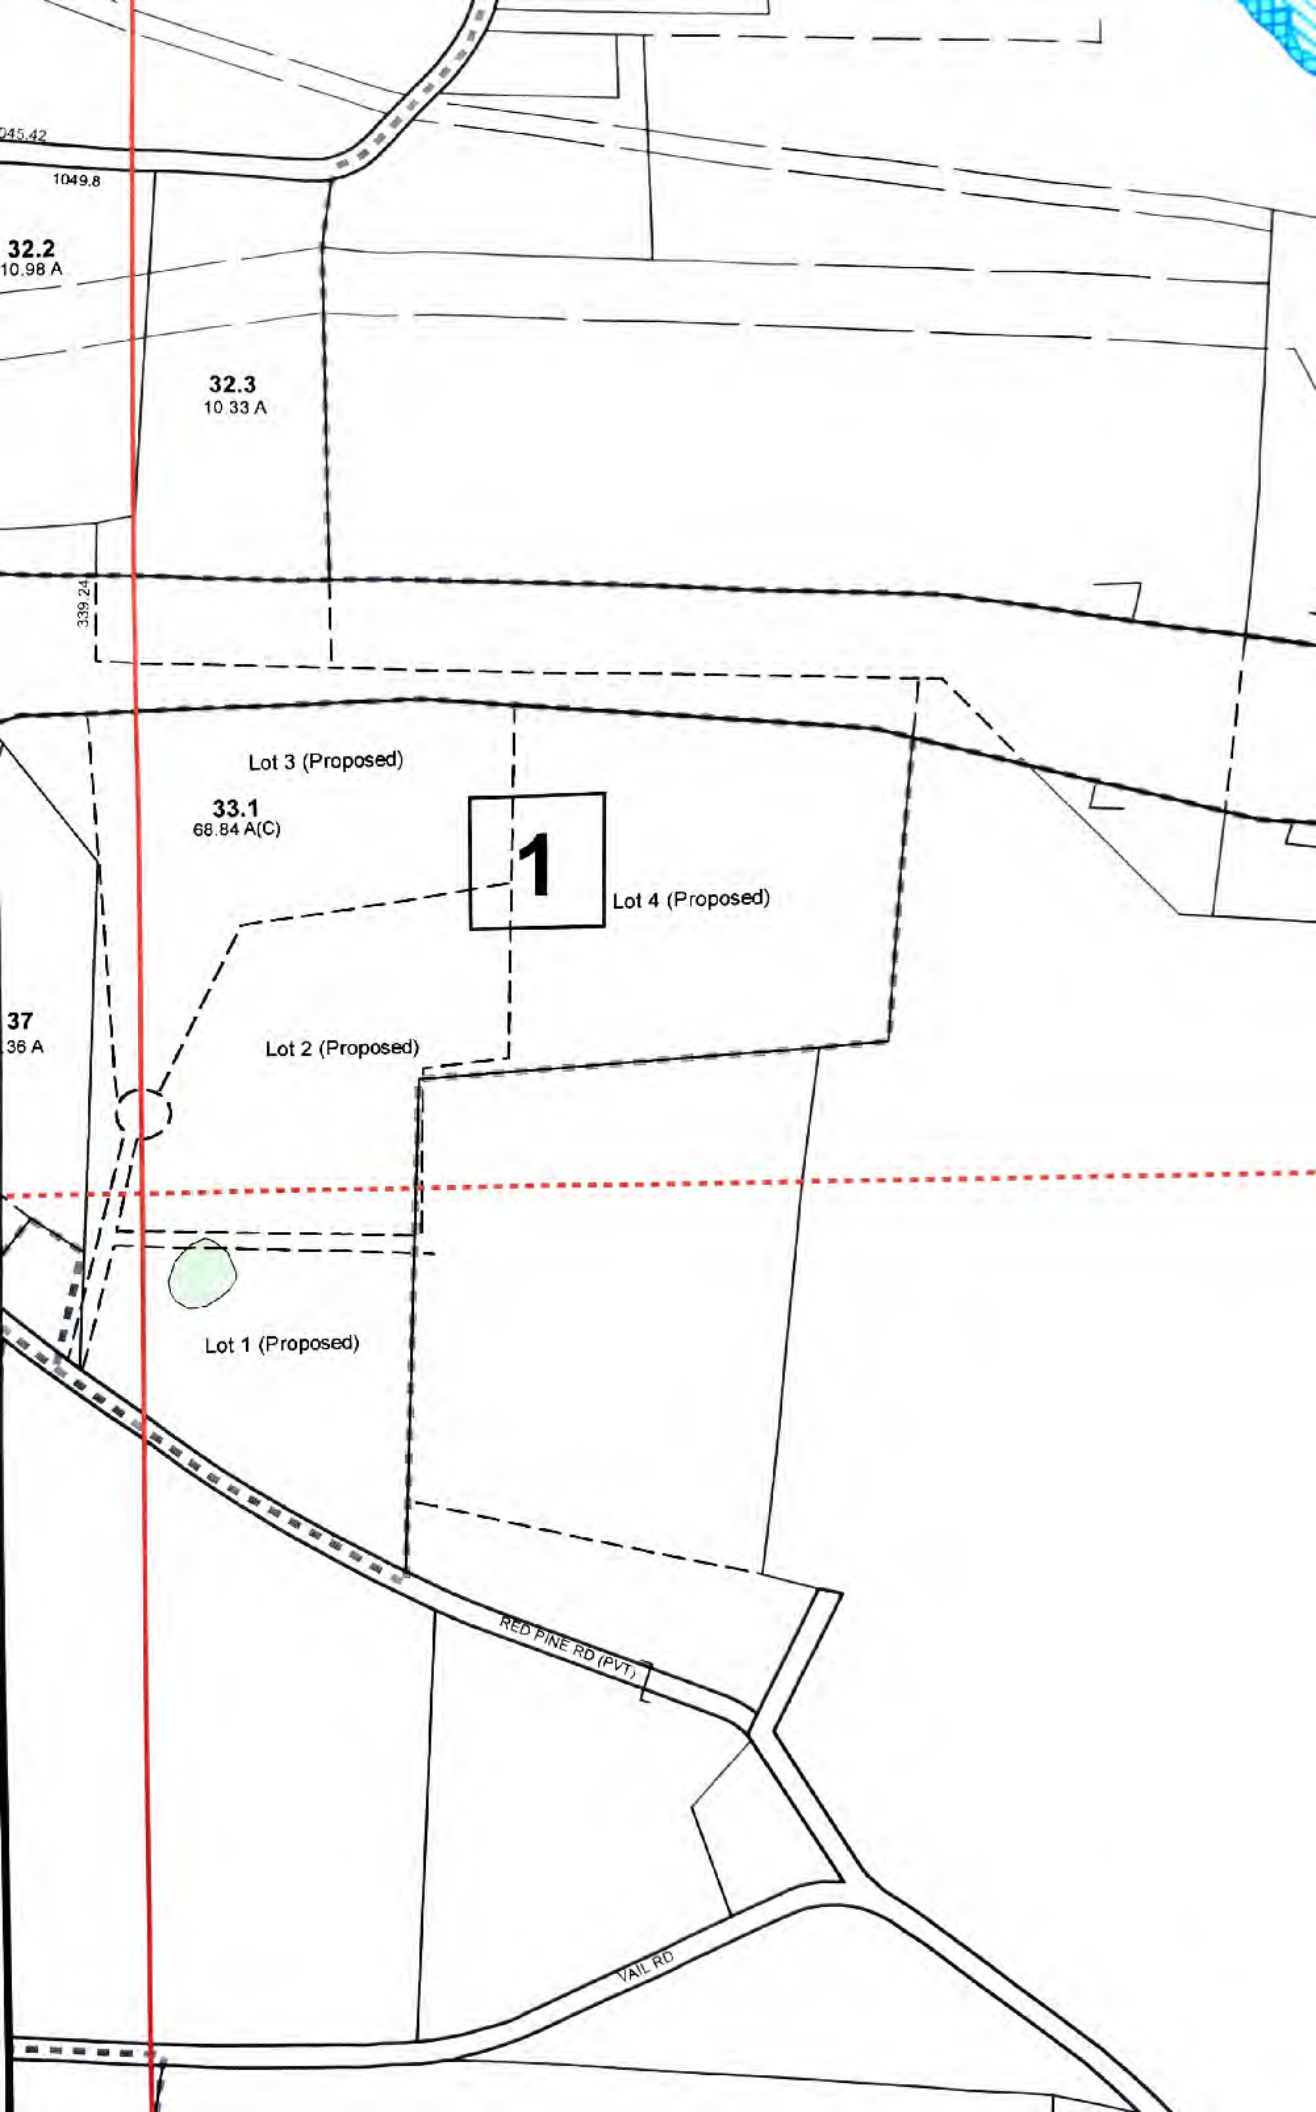 045.42
1049.8
32.2
10.98 A
32.3
10.33 A
339.24
Lot 3 (Proposed)
33.1
68.84 A(C)
1
Lot 4 (Proposed)
37
36 A
Lot 2 (Proposed)
Lot 1 (Proposed)
RED PINE RD (PVT)
VAIL RD